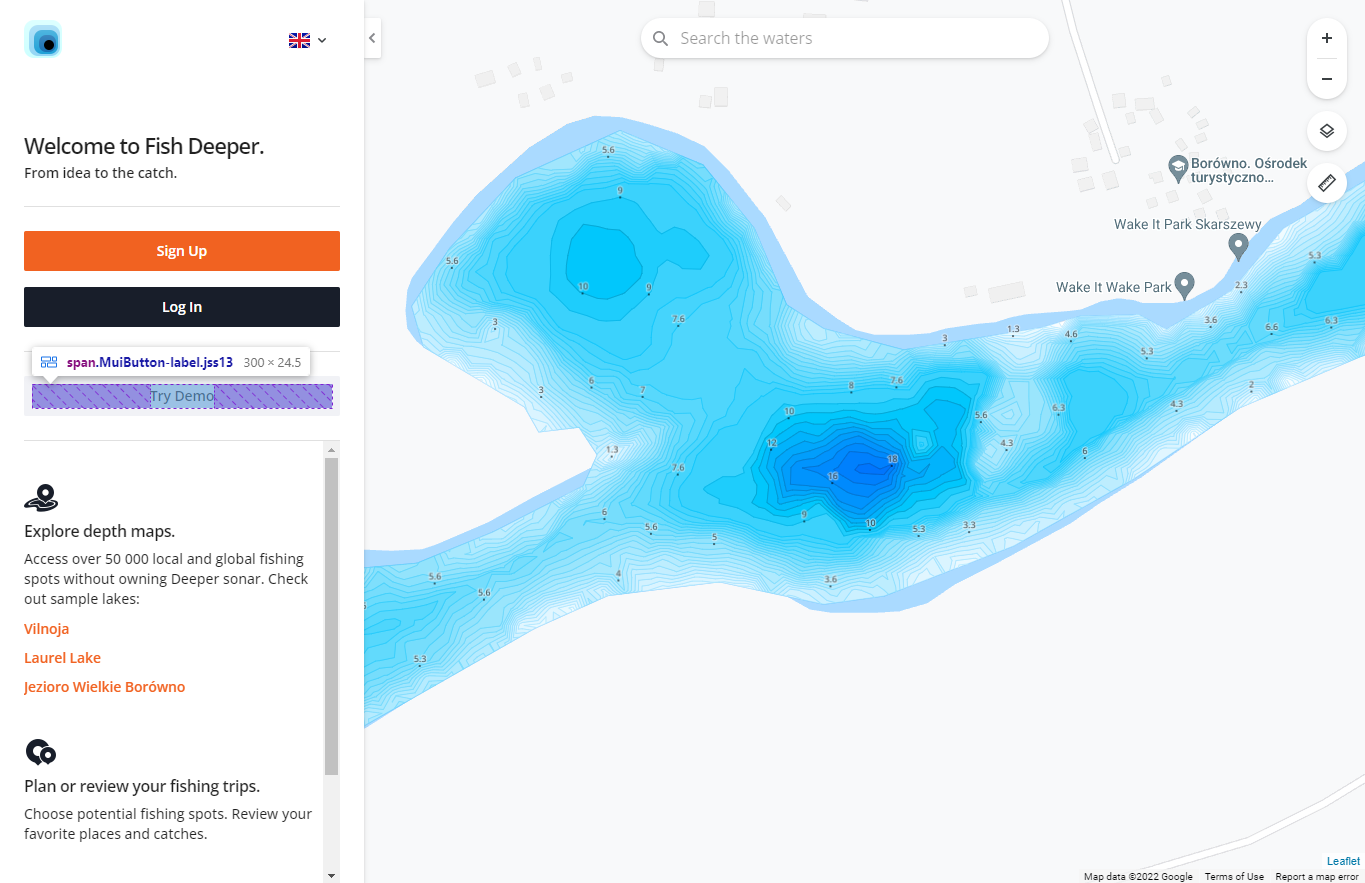 Welcome to Fish Deeper.
From idea to the catch.
Sign Up
Log In
span.MuiButton-label.jss13 300 × 24.5
Try Demo
Explore depth maps.
Access over 50 000 local and global fishing
spots without owning Deeper sonar. Check
out sample lakes:
Vilnoja
Laurel Lake
Jezioro Wielkie Borówno
Plan or review your fishing trips.
Choose potential fishing spots. Review your
favorite places and catches.
Search the waters
+
−
Borówno. Ośrodek
turystyczno...
Wake It Park Skarszewy
Wake It Wake Park
5.6
9
5.6
10
9
3
7.6
6
7
3
8
7.6
3
1.3
4.6
3.6
2.3
5.3
6.6
6.3
5.3
2
4.3
6.3
5.6
4.3
6
10
12
18
16
1.3
7.6
9
10
5.3
3.3
6
5.6
5
4
3.6
5.6
5.6
5.3
Leaflet
Map data ©2022 Google Terms of Use Report a map error